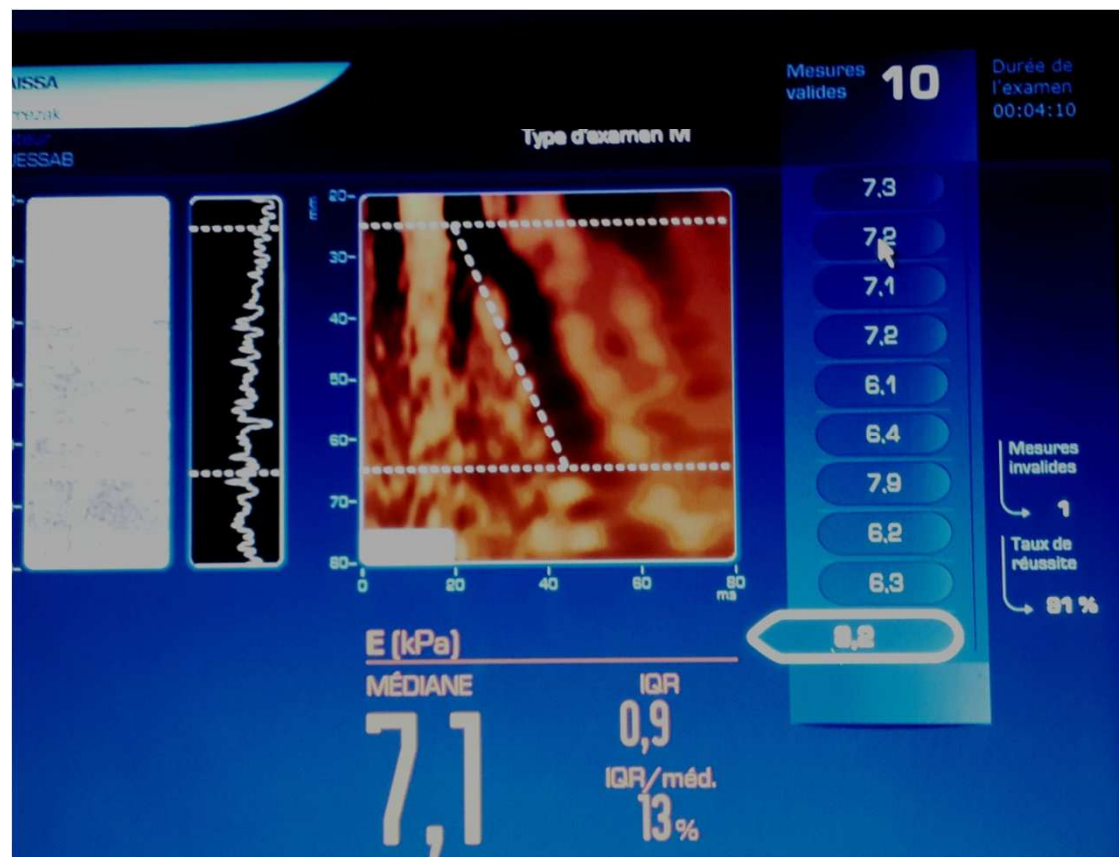 AISSA
JESSAB
Type d'examen M
Mesures
valides 10
Durée de
l'examen
00:04:10
mm
20-
30-
40-
50-
60-
70-
80-
0 20 40 60 80
ms
7,3
7,2
7,1
7,2
6,1
6,4
7,9
6,2
6,3
Mesures
invalides
1
Taux de
réussite
91 %
E (kPa)
MÉDIANE
7,1
IQR
0,9
IQR/méd.
13%